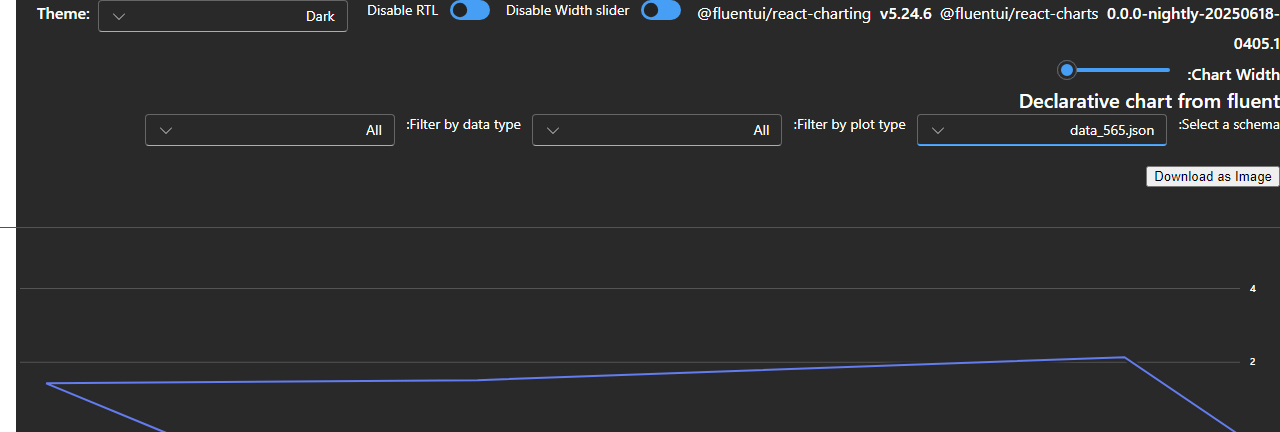 Theme: Dark Disable RTL Disable Width slider @fluentui/react-charting v5.24.6 @fluentui/react-charts 0.0.0-nightly-20250618-
0405.1
:Chart Width
Declarative chart from fluent
:Select a schema data_565.json :Filter by plot type All :Filter by data type All
Download as Image
4
2